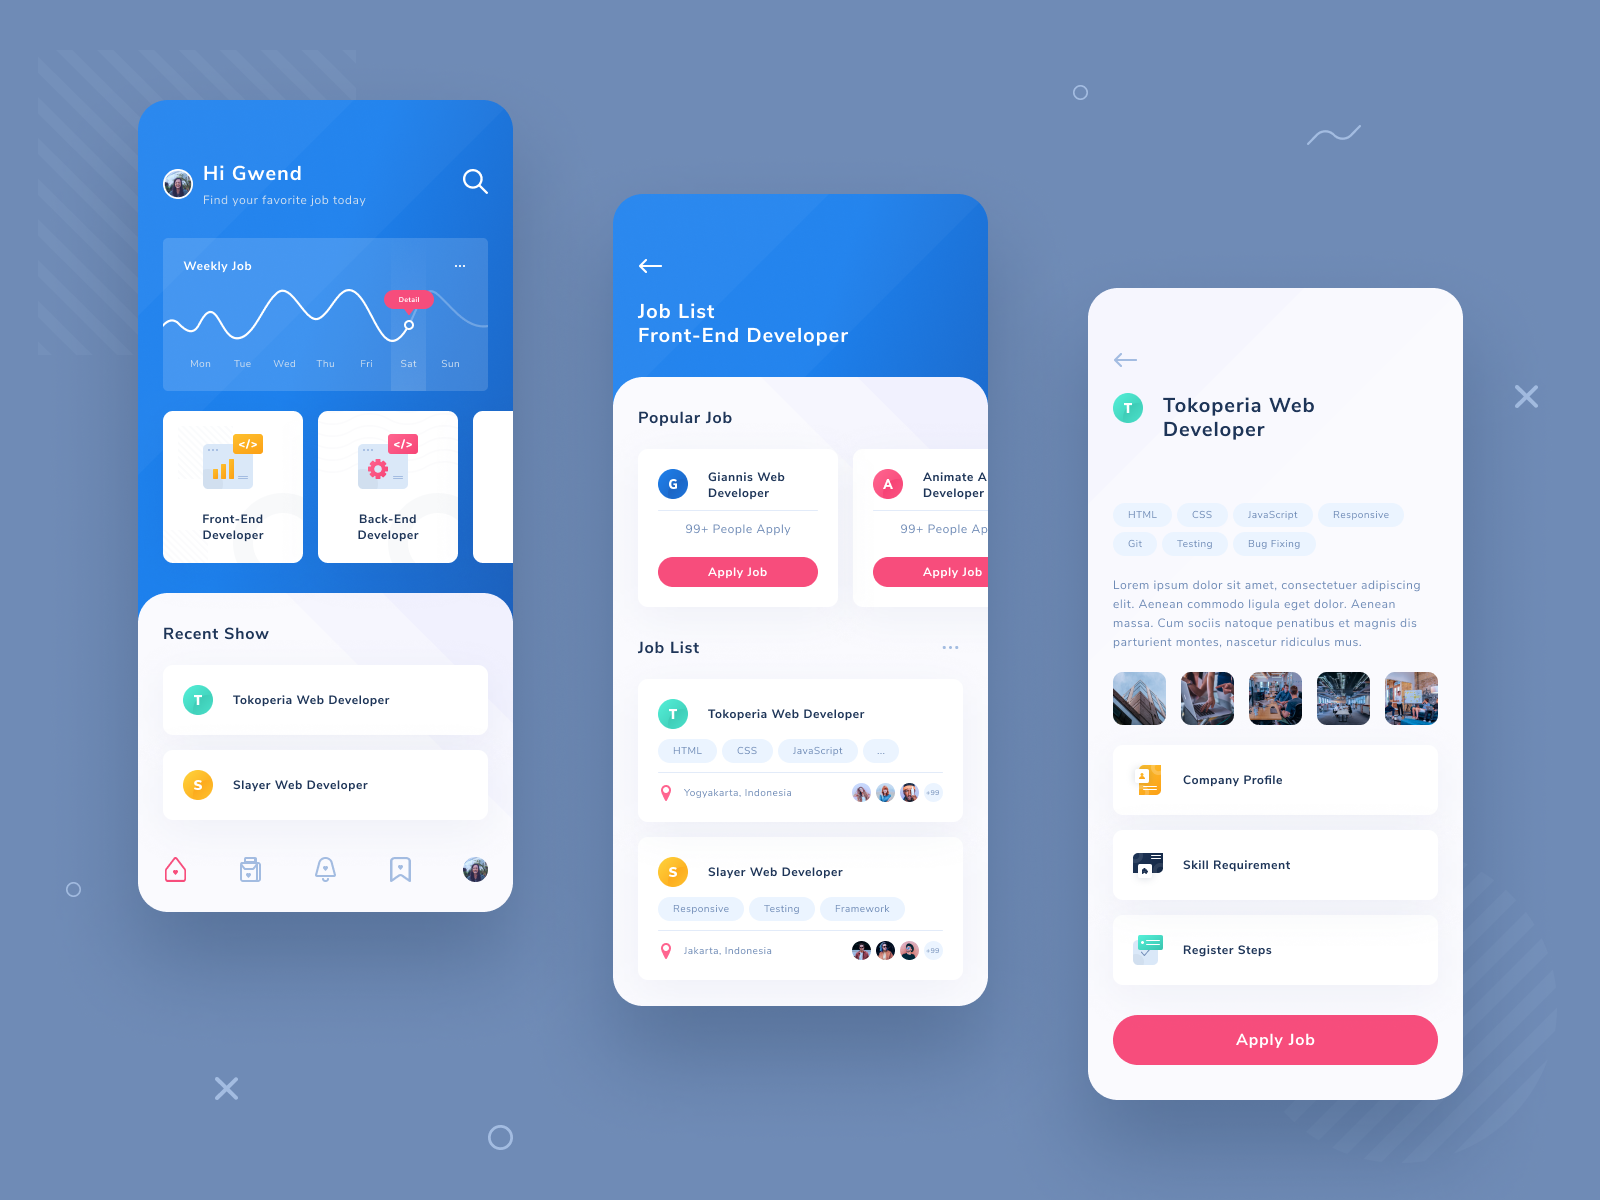 Hi Gwend
Find your favorite job today
Weekly Job
Detail
Mon Tue Wed Thu Fri Sat Sun
</>
</>
Front-End
Developer
Back-End
Developer
Recent Show
T
Tokoperia Web Developer
S
Slayer Web Developer
Job List
Front-End Developer
Popular Job
G
Giannis Web
Developer
99+ People Apply
Apply Job
A
Animate A
Developer
99+ People Ap
Apply Job
Job List
T
Tokoperia Web Developer
HTML CSS JavaScript ...
Yogyakarta, Indonesia
+99
S
Slayer Web Developer
Responsive Testing Framework
Jakarta, Indonesia
+99
T
Tokoperia Web
Developer
HTML CSS JavaScript Responsive
Git Testing Bug Fixing
Lorem ipsum dolor sit amet, consectetuer adipiscing
elit. Aenean commodo ligula eget dolor. Aenean
massa. Cum sociis natoque penatibus et magnis dis
parturient montes, nascetur ridiculus mus.
Company Profile
Skill Requirement
Register Steps
Apply Job